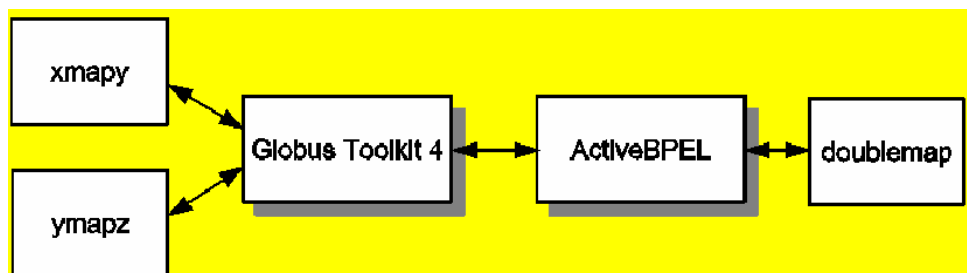 xmapy
Globus Toolkit 4
ActiveBPEL
doublemap
ymapz